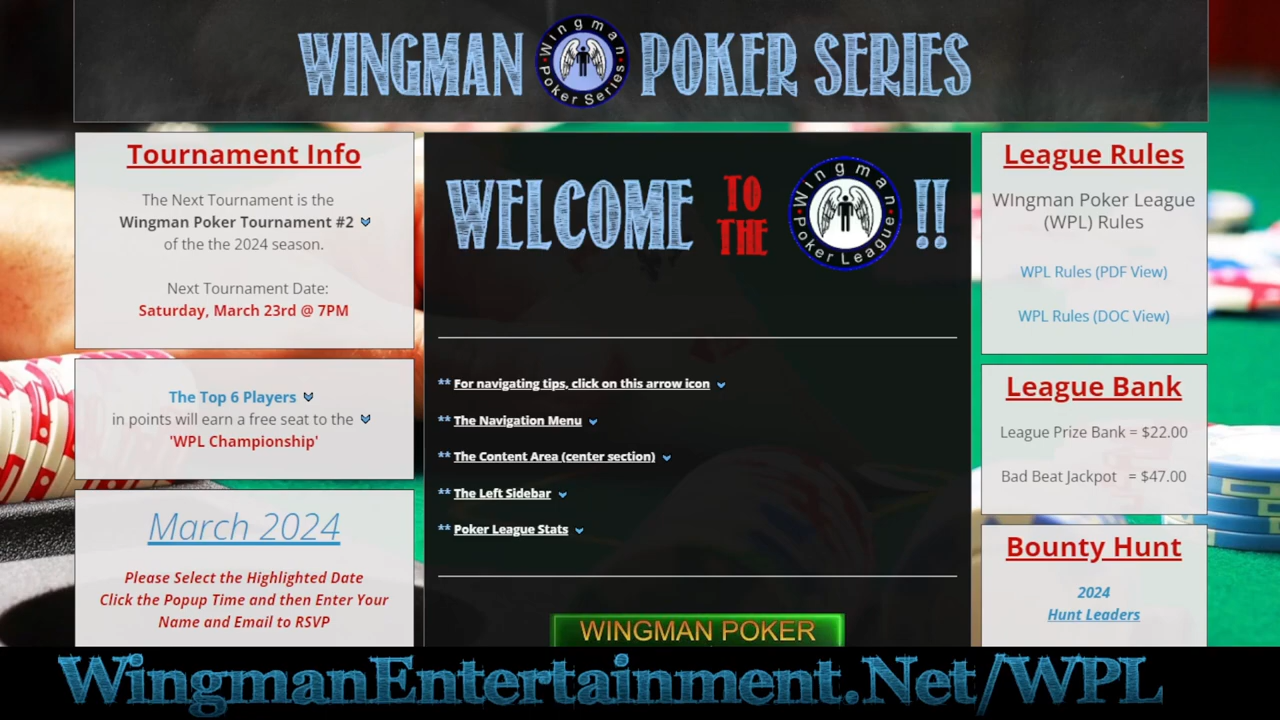 WINGMAN Wingman Poker Series POKER SERIES
Tournament Info
The Next Tournament is the
Wingman Poker Tournament #2
of the the 2024 season.
Next Tournament Date:
Saturday, March 23rd @ 7PM
The Top 6 Players
in points will earn a free seat to the
'WPL Championship'
March 2024
Please Select the Highlighted Date
Click the Popup Time and then Enter Your
Name and Email to RSVP
WELCOME TO THE Wingman Poker League !!
** For navigating tips, click on this arrow icon
** The Navigation Menu
** The Content Area (center section)
** The Left Sidebar
** Poker League Stats
WINGMAN POKER
League Rules
WIngman Poker League
(WPL) Rules
WPL Rules (PDF View)
WPL Rules (DOC View)
League Bank
League Prize Bank = $22.00
Bad Beat Jackpot = $47.00
Bounty Hunt
2024
Hunt Leaders
WingmanEntertainment.Net/WPL